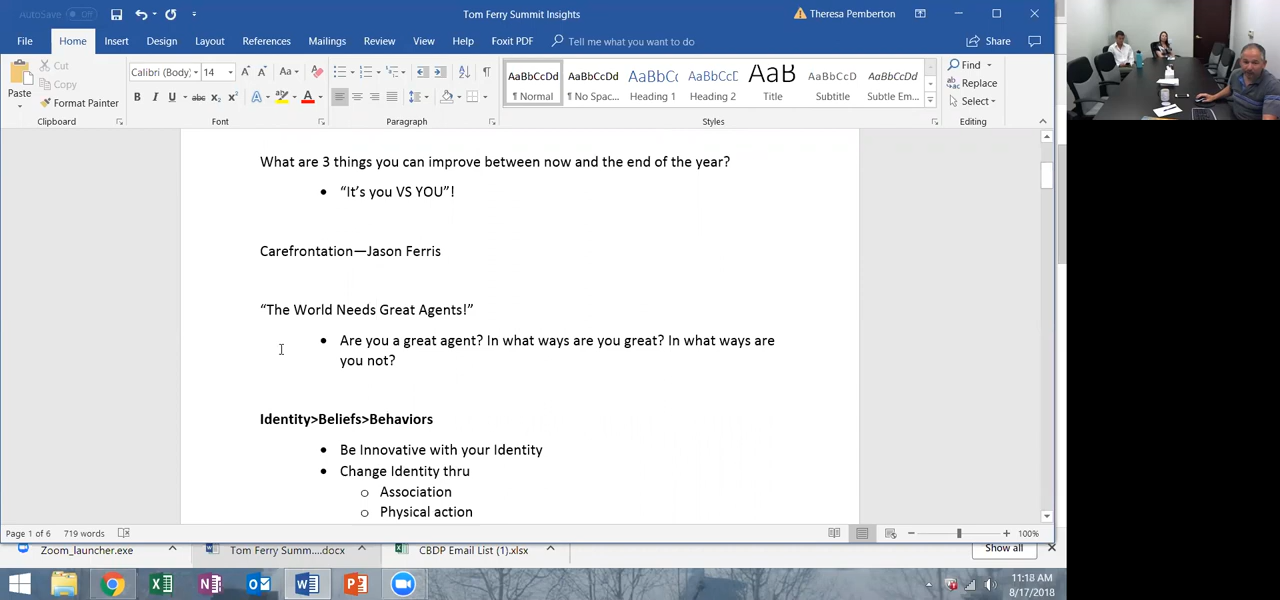 AutoSave Off
Tom Ferry Summit Insights
Theresa Pemberton
File Home Insert Design Layout References Mailings Review View Help Foxit PDF Tell me what you want to do Share
Paste
Cut
Copy
Format Painter
Clipboard
Calibri (Body) 14
Font
Paragraph
AaBbCcDd
¶ Normal
AaBbCcDd
¶ No Spac...
AaBbCc
Heading 1
AaBbCcD
Heading 2
AaB
Title
AaBbCcD
Subtitle
AaBbCcDd
Subtle Em...
Styles
Find
Replace
Select
Editing
What are 3 things you can improve between now and the end of the year?
• “It’s you VS YOU”!
Carefrontation—Jason Ferris
“The World Needs Great Agents!”
• Are you a great agent? In what ways are you great? In what ways are
you not?
Identity>Beliefs>Behaviors
• Be Innovative with your Identity
• Change Identity thru
o Association
o Physical action
Page 1 of 6 719 words
100%
Zoom_launcher.exe
Tom Ferry Summ....docx
CBDP Email List (1).xlsx
Show all
11:18 AM
8/17/2018